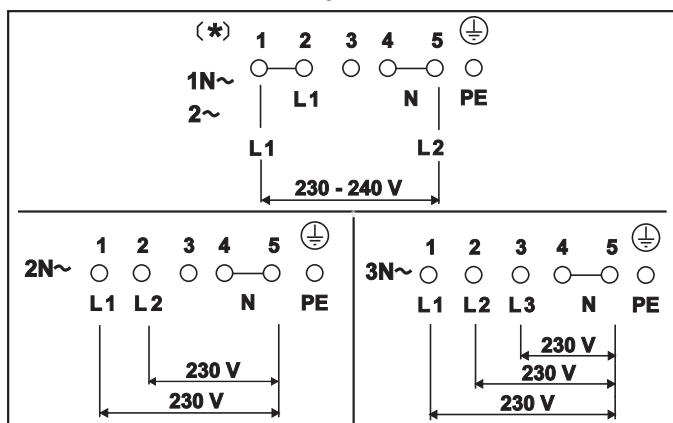 (*) 1 2 3 4 5
1N~
L1 N PE
2~
L1 L2
230 - 240 V
1 2 3 4 5
2N~
L1 L2 N PE
230 V
230 V
1 2 3 4 5
3N~
L1 L2 L3 N PE
230 V
230 V
230 V